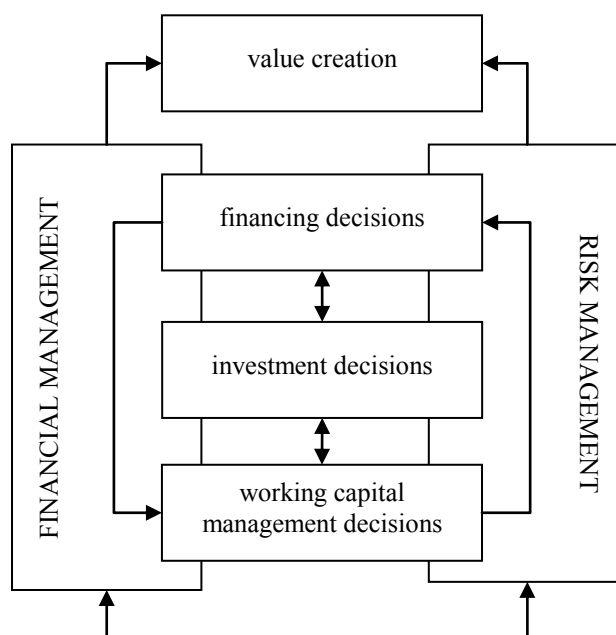 value creation
FINANCIAL MANAGEMENT
financing decisions
investment decisions
working capital
management decisions
RISK MANAGEMENT